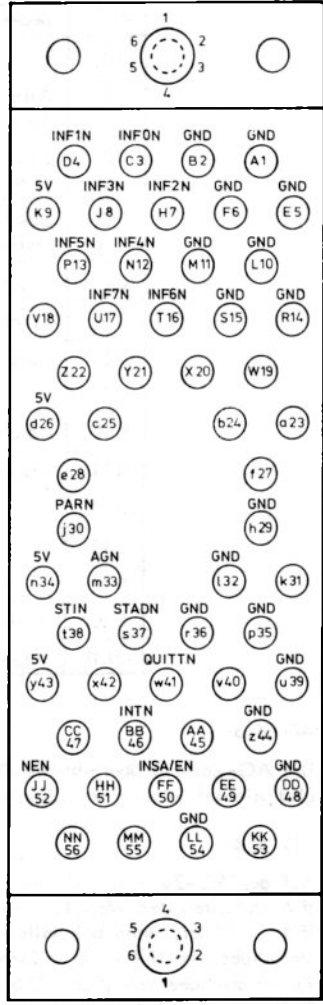 1
6 2
5 3
4
INF1N INF0N GND GND
D4 C3 B2 A1
5V INF3N INF2N GND GND
K9 J8 H7 F6 E5
INF5N INF4N GND GND
P13 N12 M11 L10
INF7N INF6N GND GND
V18 U17 T16 S15 R14
Z22 Y21 X20 W19
5V
d26 c25 b24 a23
e28 f27
PARN GND
j30 h29
5V AGN GND
n34 m33 l32 k31
STIN STADN GND GND
t38 s37 r36 p35
5V QUITTN GND
y43 x42 w41 v40 u39
INTN GND
CC BB AA z44
47 46 45
NEN INSA/EN GND
JJ HH FF EE DD
52 51 50 49 48
GND
NN MM LL KK
56 55 54 53
4
5 3
6 2
1